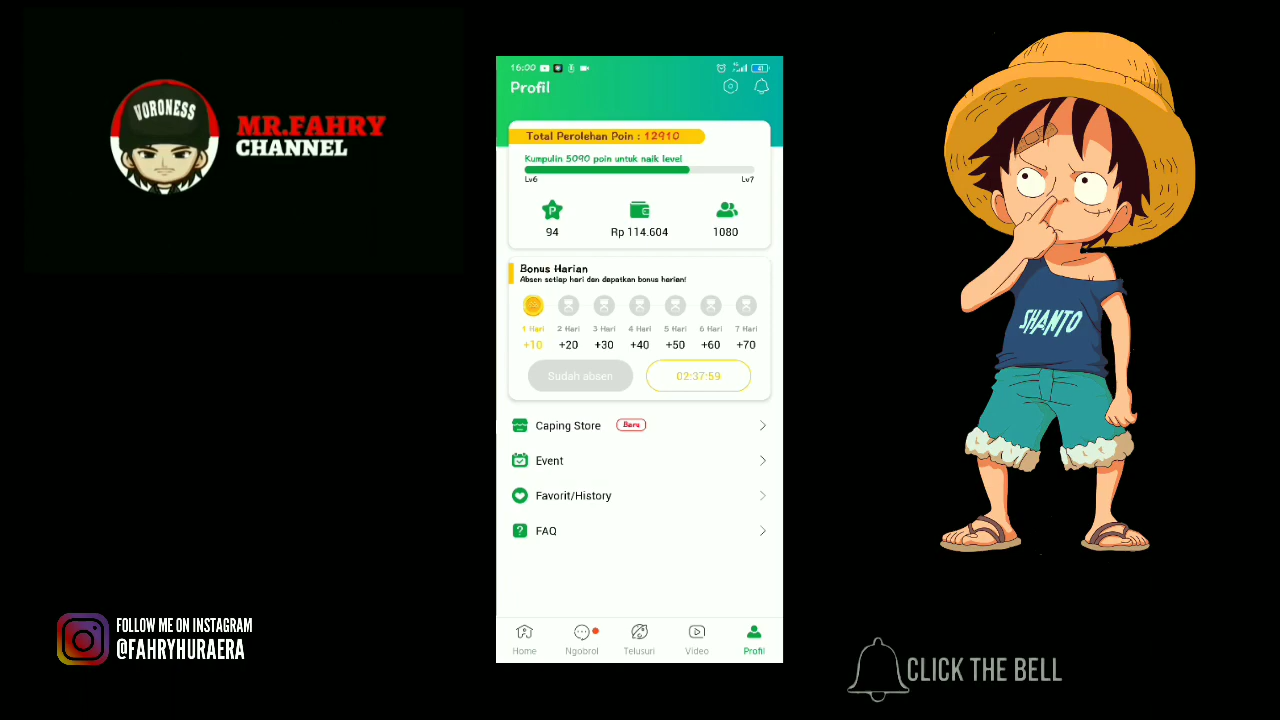 VORONESS
MR.FAHRY
CHANNEL
16:00
41
Profil
Total Perolehan Poin : 12910
Kumpulin 5090 poin untuk naik level
Lv6
Lv7
P
94
Rp 114.604
1080
Bonus Harian
Absen setiap hari dan dapatkan bonus harian!
1 Hari 2 Hari 3 Hari 4 Hari 5 Hari 6 Hari 7 Hari
+10 +20 +30 +40 +50 +60 +70
Sudah absen
02:37:59
Caping Store
Baru
Event
Favorit/History
FAQ
Home Ngobrol Telusuri Video Profil
SHANTO
FOLLOW ME ON INSTAGRAM
@FAHRYHURAERA
CLICK THE BELL